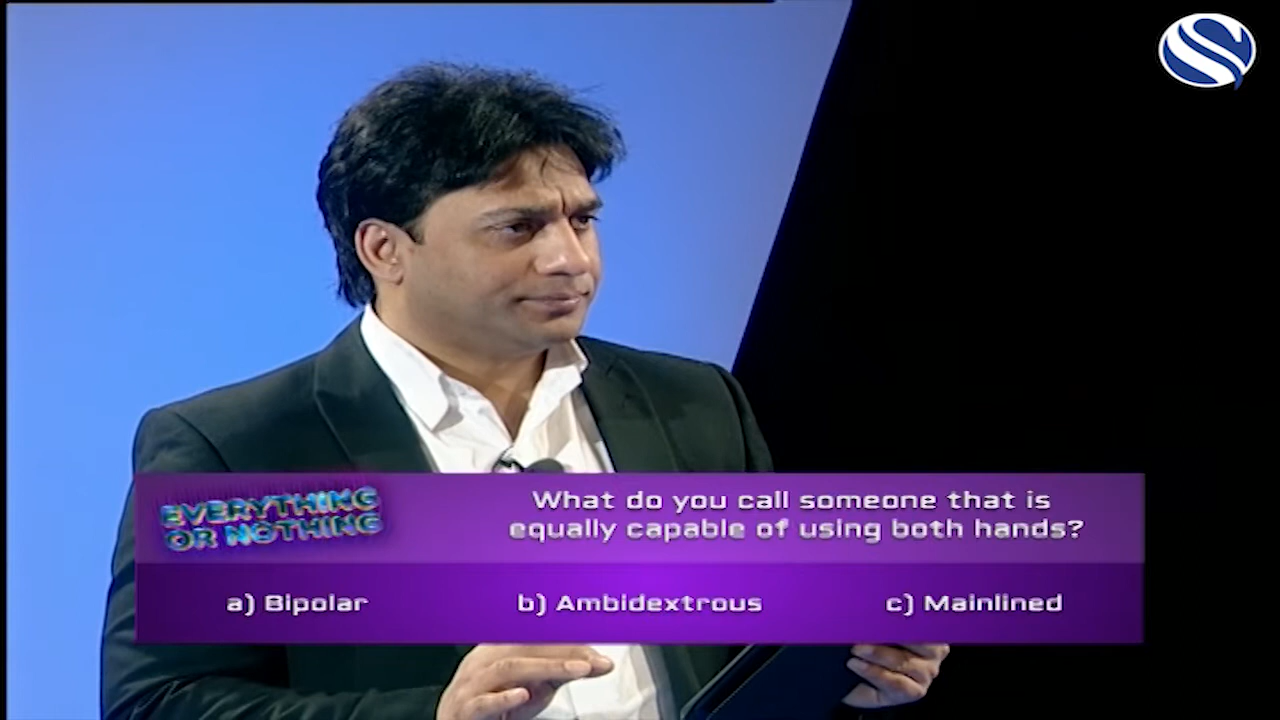 EVERYTHING
OR NOTHING
What do you call someone that is
equally capable of using both hands?
a) Bipolar
b) Ambidextrous
c) Mainlined